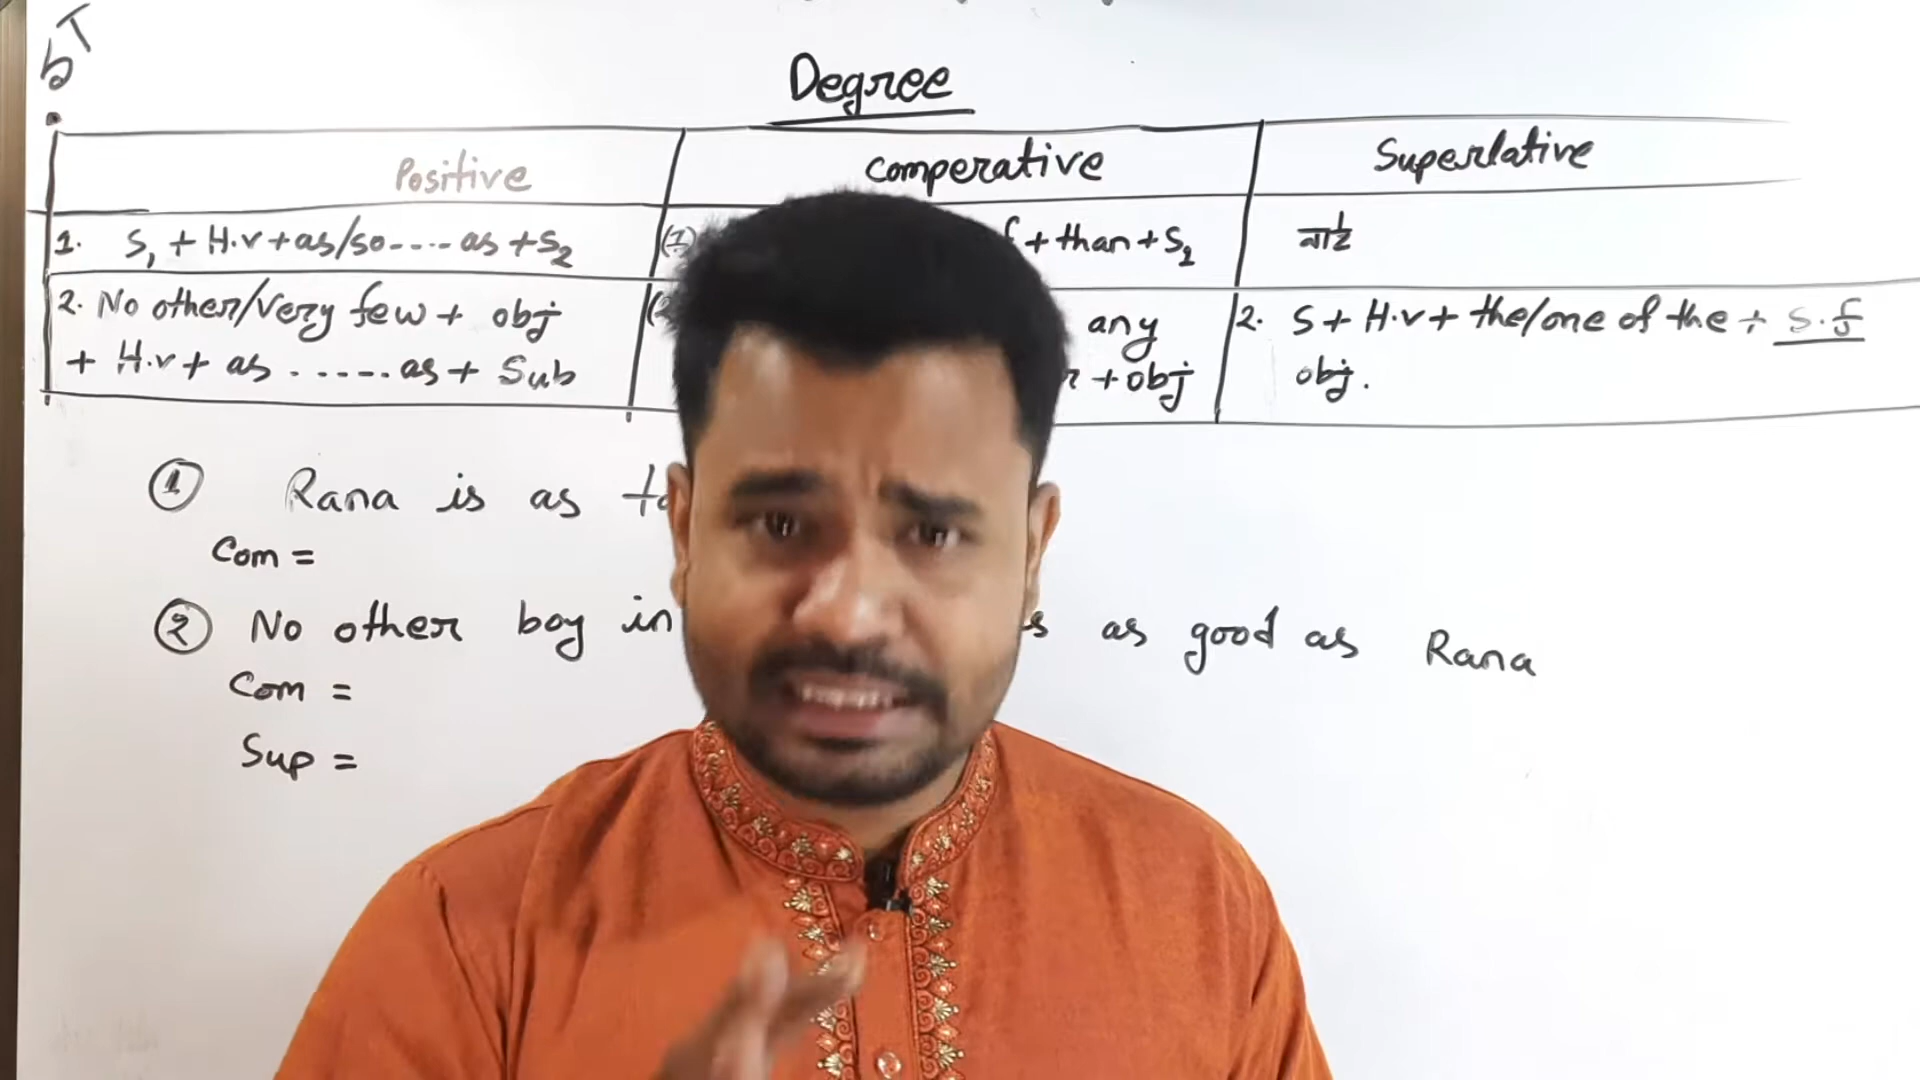 Degree
Positive
Comperative
Superlative
1. S1 + H.v + as/so.... as + S2
(1) + than + S1
নাই
2. No other/very few + obj
+ H.v + as ...... as + Sub
any
+ obj
2. S + H.v + the/one of the + S.f
obj.
① Rana is as
Com =
② No other boy in as good as Rana
Com =
Sup =